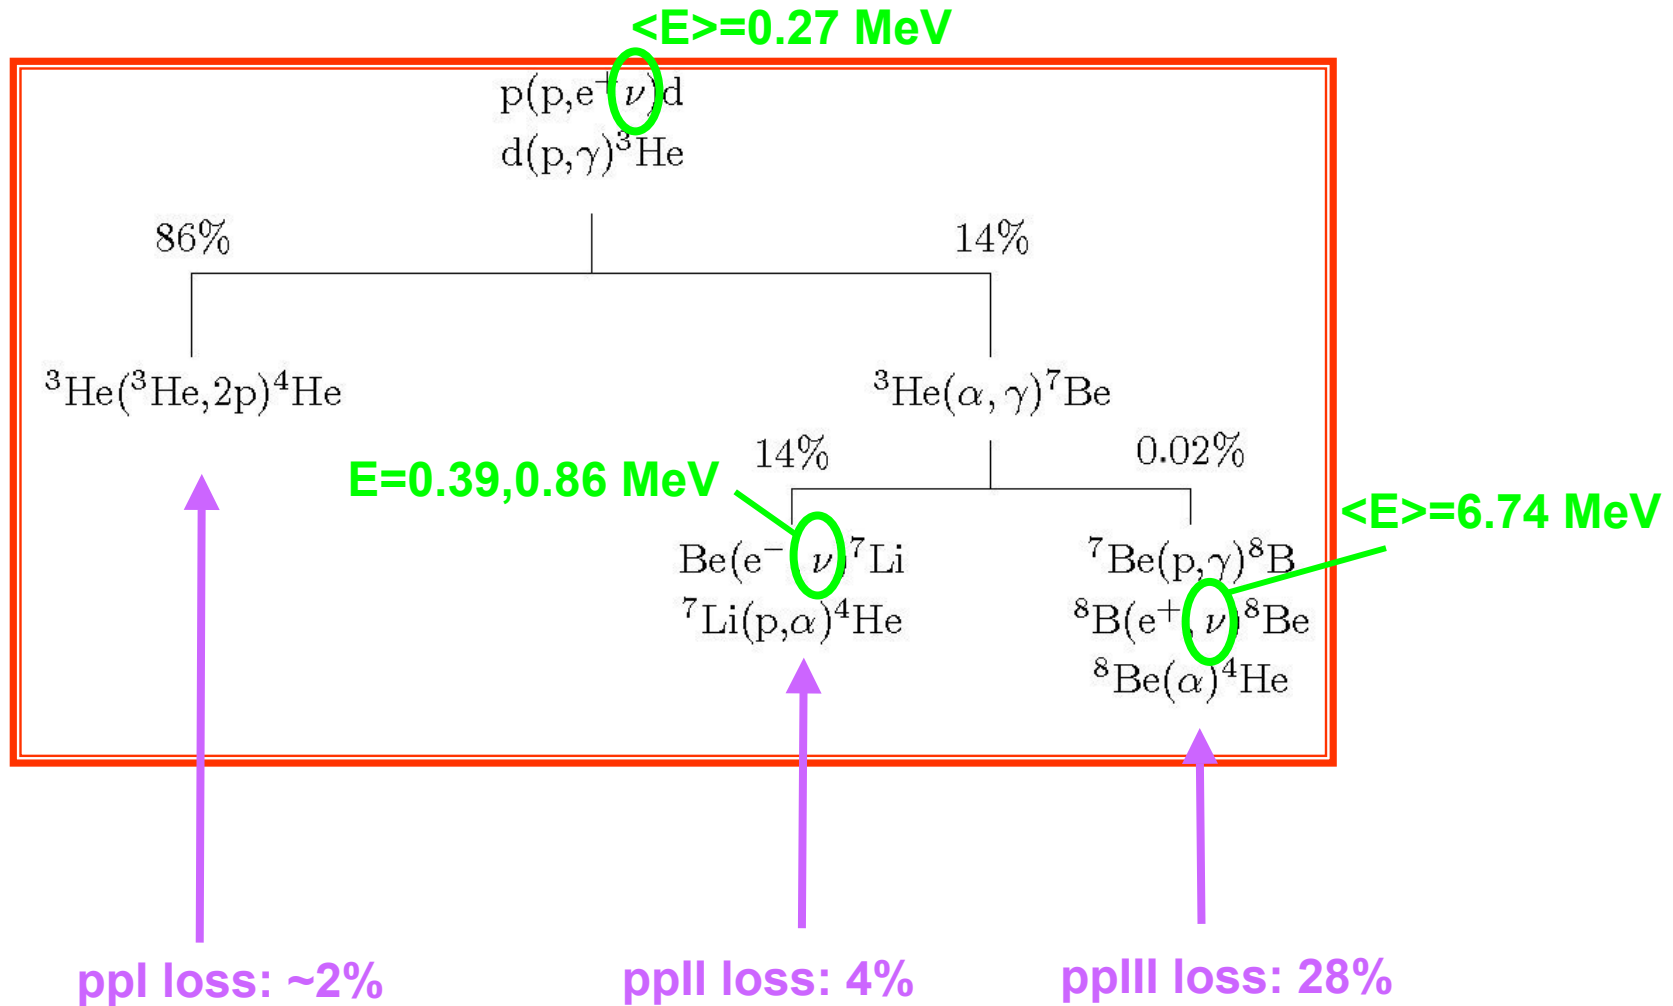 <E>=0.27 MeV
p(p,e⁺ν)d
d(p,γ)³He
86%
14%
³He(³He,2p)⁴He
³He(α,γ)⁷Be
14%
0.02%
E=0.39,0.86 MeV
<E>=6.74 MeV
Be(e⁻ ν)⁷Li
⁷Li(p,α)⁴He
⁷Be(p,γ)⁸B
⁸B(e⁺,ν)⁸Be
⁸Be(α)⁴He
ppI loss: ~2%
ppII loss: 4%
ppIII loss: 28%